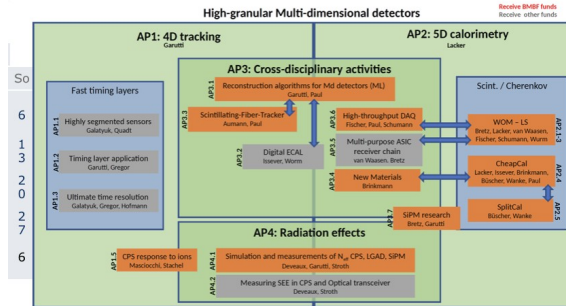 High-granular Multi-dimensional detectors
Receive BMBF funds
Receive other funds
AP1: 4D tracking
Garutti
AP2: 5D calorimetry
Lacker
So
6
1
3
2
0
2
7
6
Fast timing layers
AP1.1
Highly segmented sensors
Galatyuk, Quadt
AP1.2
Timing layer application
Garutti, Gregor
AP1.3
Ultimate time resolution
Galatyuk, Gregor, Hofmann
AP3: Cross-disciplinary activities
AP3.1
Reconstruction algorithms for Md detectors (ML)
Garutti, Paul
AP3.3
Scintillating-Fiber-Tracker
Aumann, Paul
AP3.2
Digital ECAL
Issever, Worm
AP3.6
High-throughput DAQ
Fischer, Paul, Schumann
AP3.5
Multi-purpose ASIC
receiver chain
van Waasen, Bretz
AP3.4
New Materials
Brinkmann
3.7
SiPM research
Bretz, Garutti
Scint. / Cherenkov
WOM – LS
Bretz, Lacker, van Waasen,
Fischer, Schumann, Wurm
AP2.1-3
CheapCal
Lacker, Issever, Brinkmann,
Büscher, Wanke, Paul
AP2.4
SplitCal
Büscher, Wanke
AP2.5
AP4: Radiation effects
AP1.5
CPS response to ions
Masciocchi, Stachel
AP4.1
Simulation and measurements of Neff CPS, LGAD, SiPM
Deveaux, Garutti, Stroth
AP4.2
Measuring SEE in CPS and Optical transceiver
Deveaux, Stroth